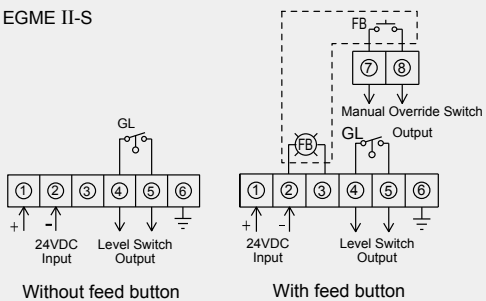 EGME II-S
FB
⑦ ⑧
Manual Override Switch
Output
GL
FB
GL
① ② ③ ④ ⑤ ⑥
① ② ③ ④ ⑤ ⑥
+ -
+ -
24VDC
Input
Level Switch
Output
24VDC
Input
Level Switch
Output
Without feed button
With feed button